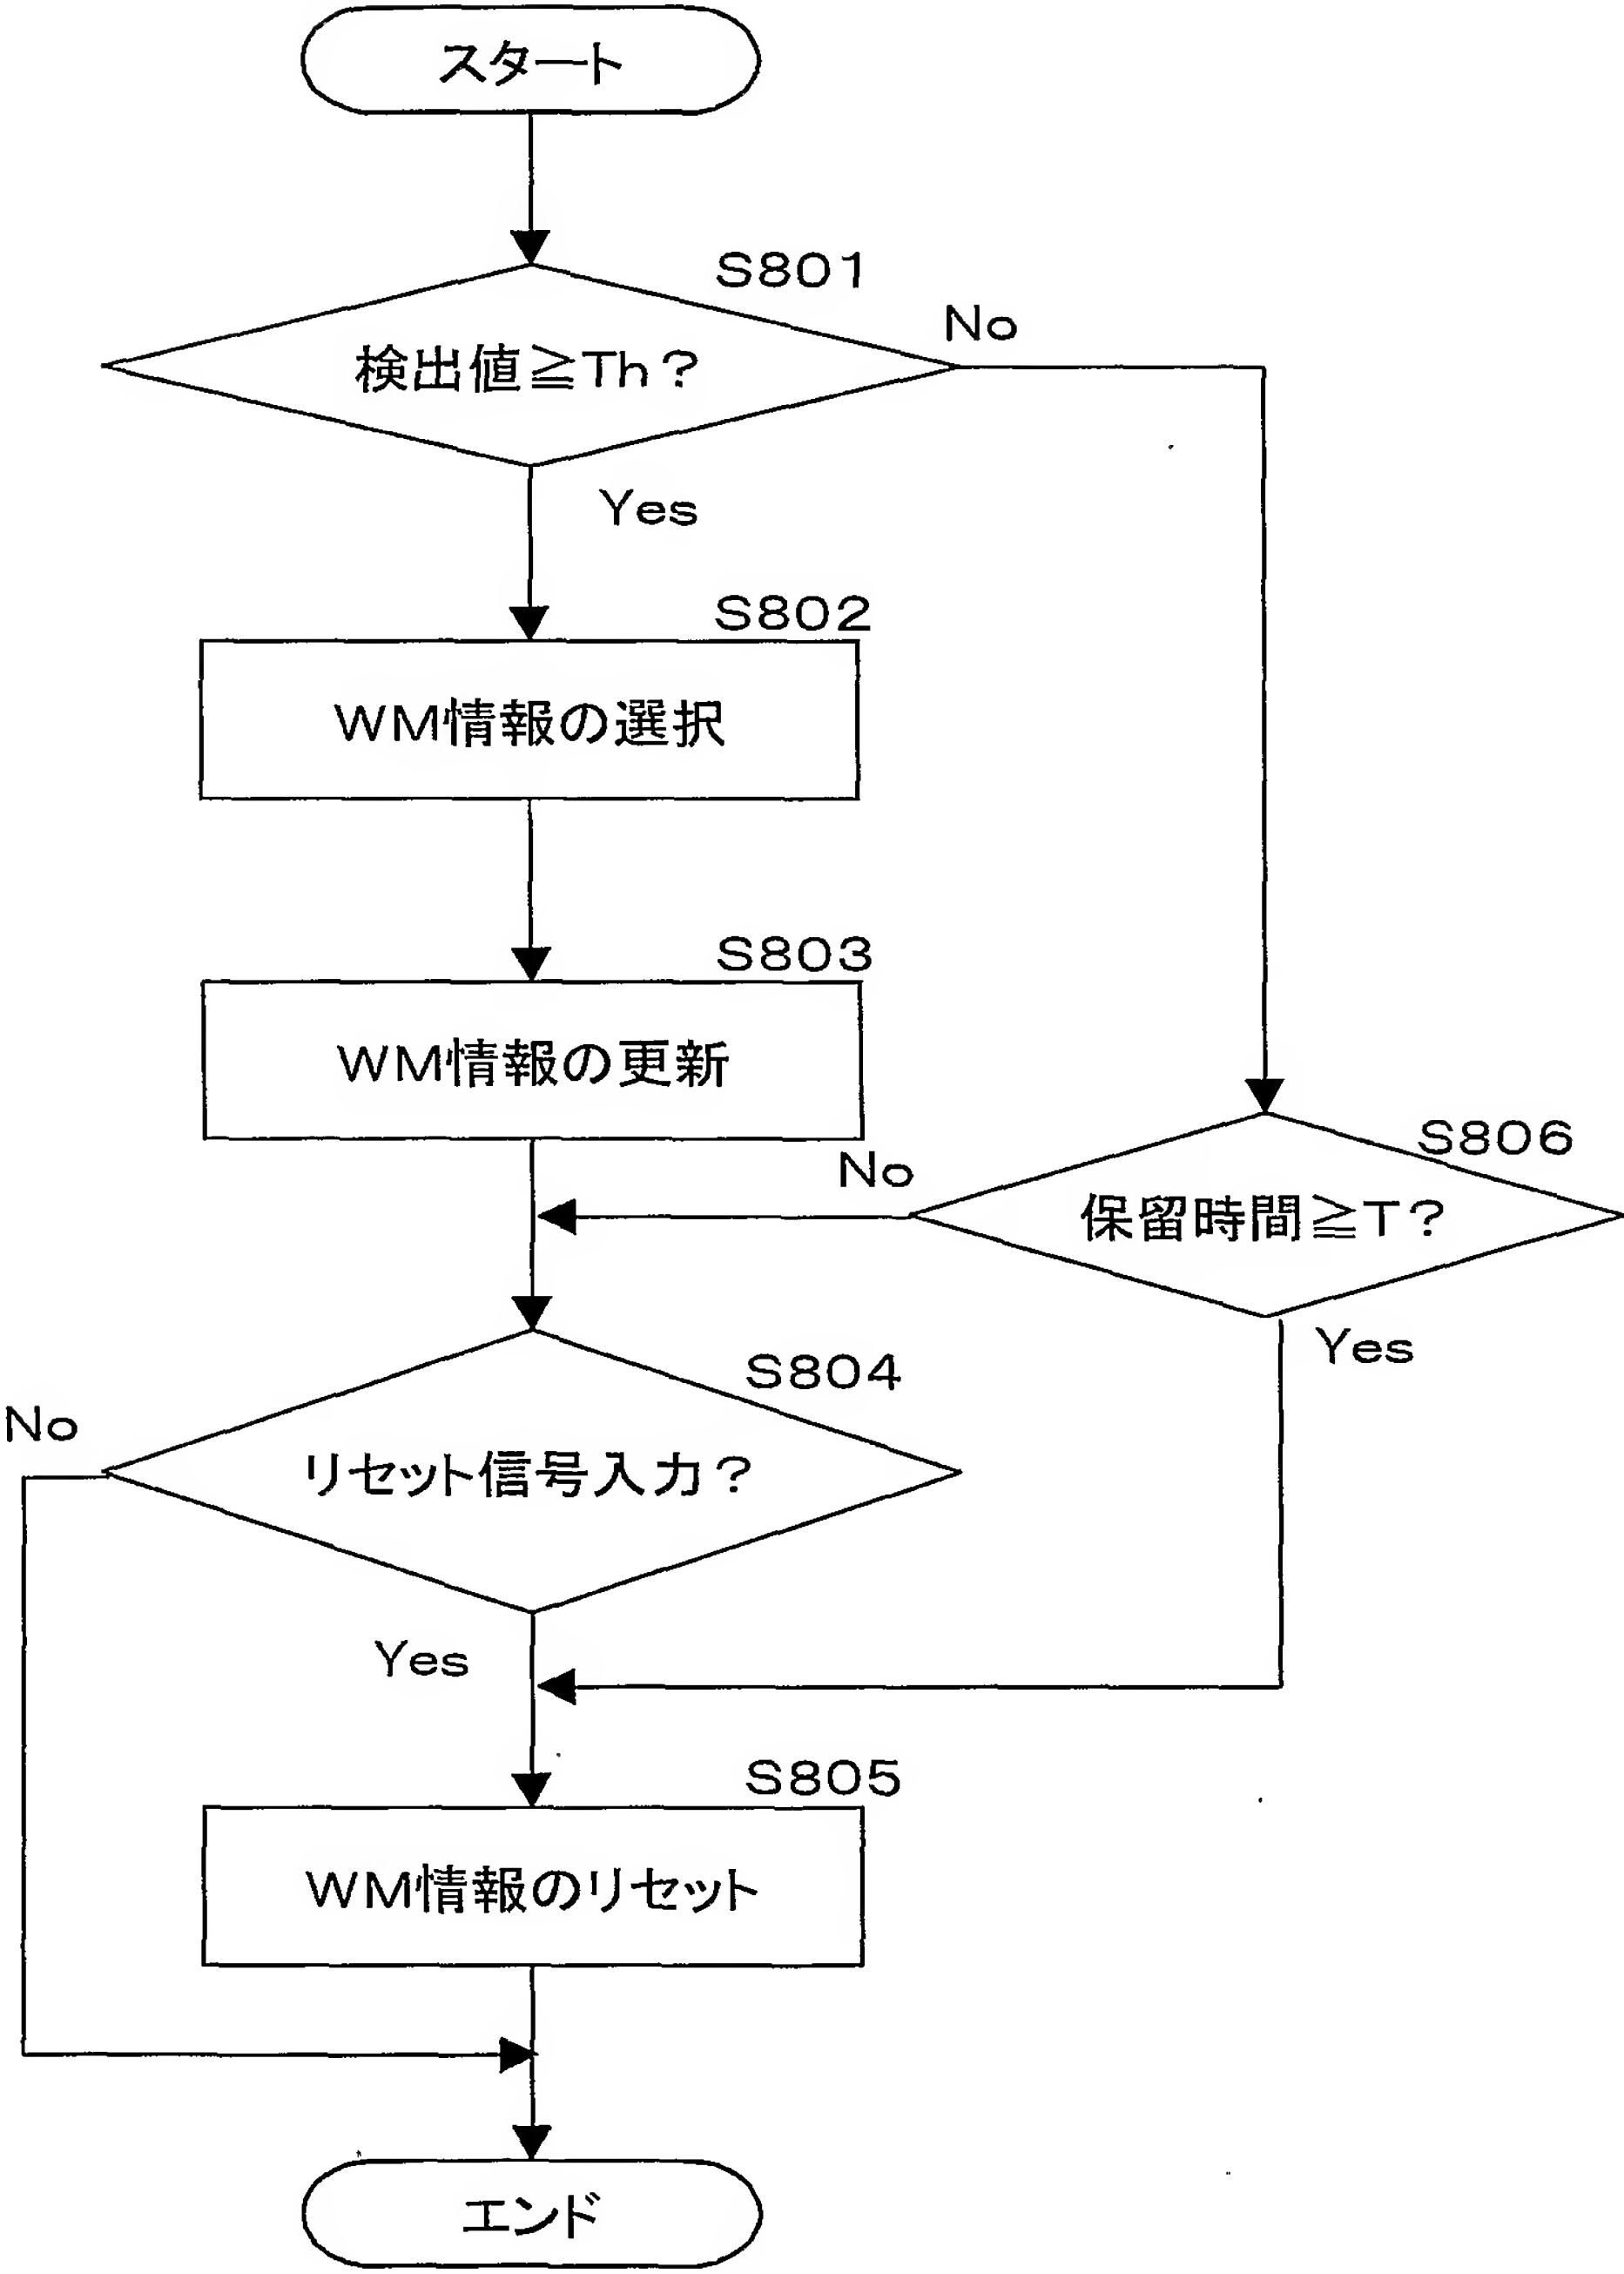 スタート
S801
No
検出値≧Th？
Yes
S802
WM情報の選択
S803
WM情報の更新
S806
No
保留時間≧T？
Yes
S804
No
リセット信号入力？
Yes
S805
WM情報のリセット
エンド